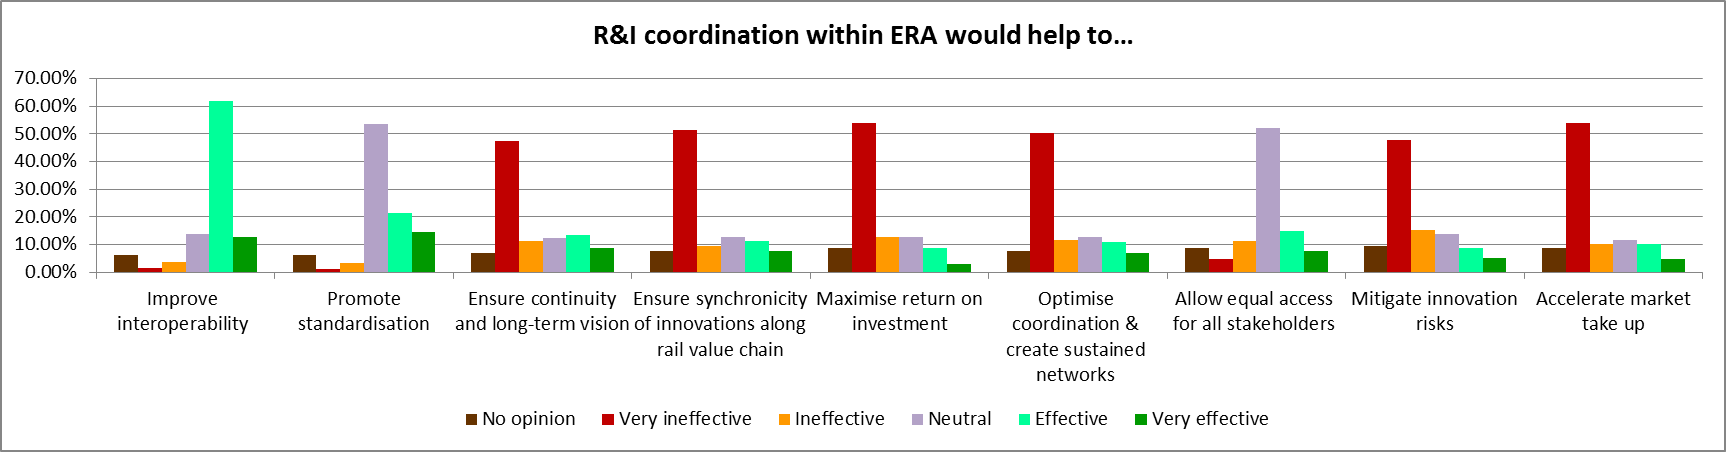 R&I coordination within ERA would help to...
70.00%
60.00%
50.00%
40.00%
30.00%
20.00%
10.00%
0.00%
Improve
interoperability
Promote
standardisation
Ensure continuity
and long-term vision
Ensure synchronicity
of innovations along
rail value chain
Maximise return on
investment
Optimise
coordination &
create sustained
networks
Allow equal access
for all stakeholders
Mitigate innovation
risks
Accelerate market
take up
No opinion
Very ineffective
Ineffective
Neutral
Effective
Very effective